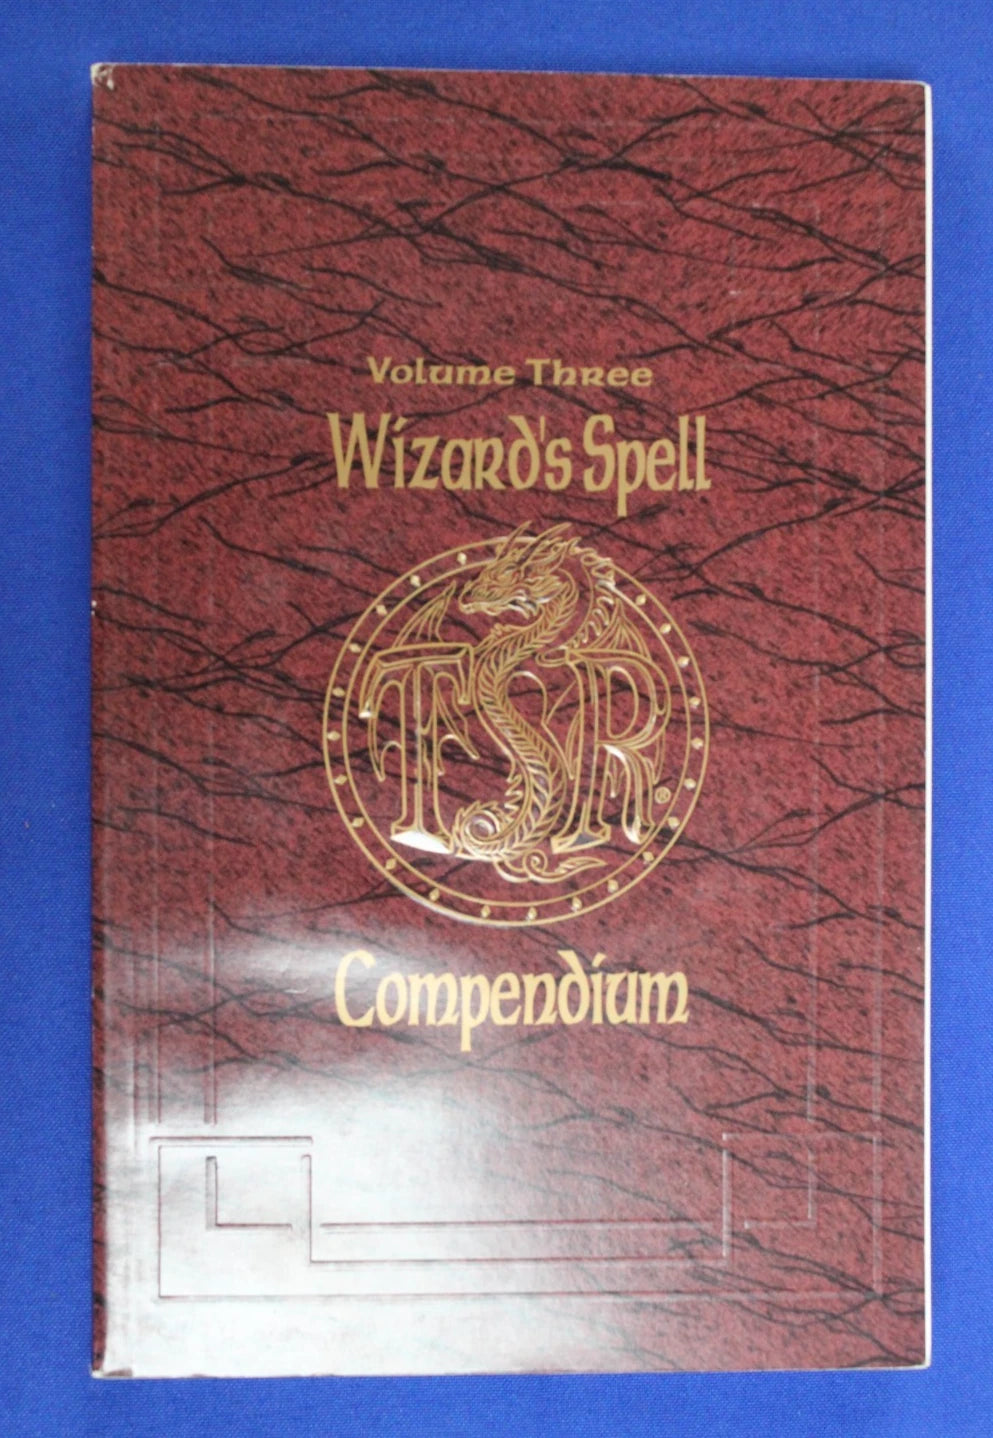 Volume Three
Wizard's Spell
TSR®
Compendium